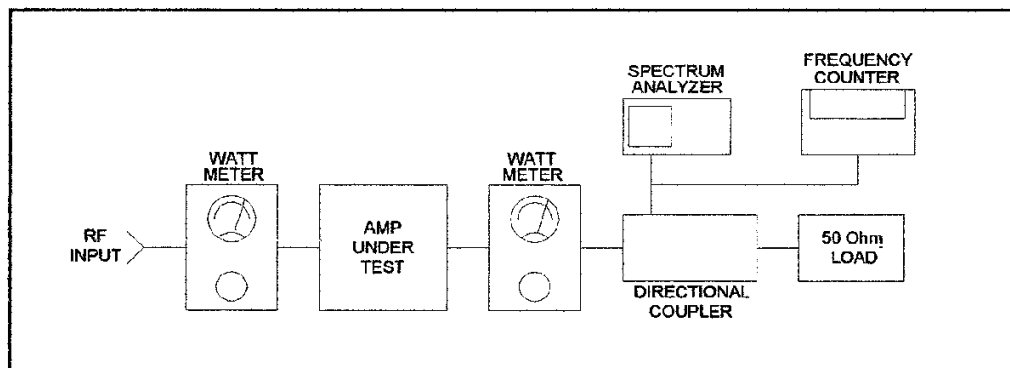 SPECTRUM
ANALYZER
FREQUENCY
COUNTER
WATT
METER
WATT
METER
RF
INPUT
AMP
UNDER
TEST
50 Ohm
LOAD
DIRECTIONAL
COUPLER